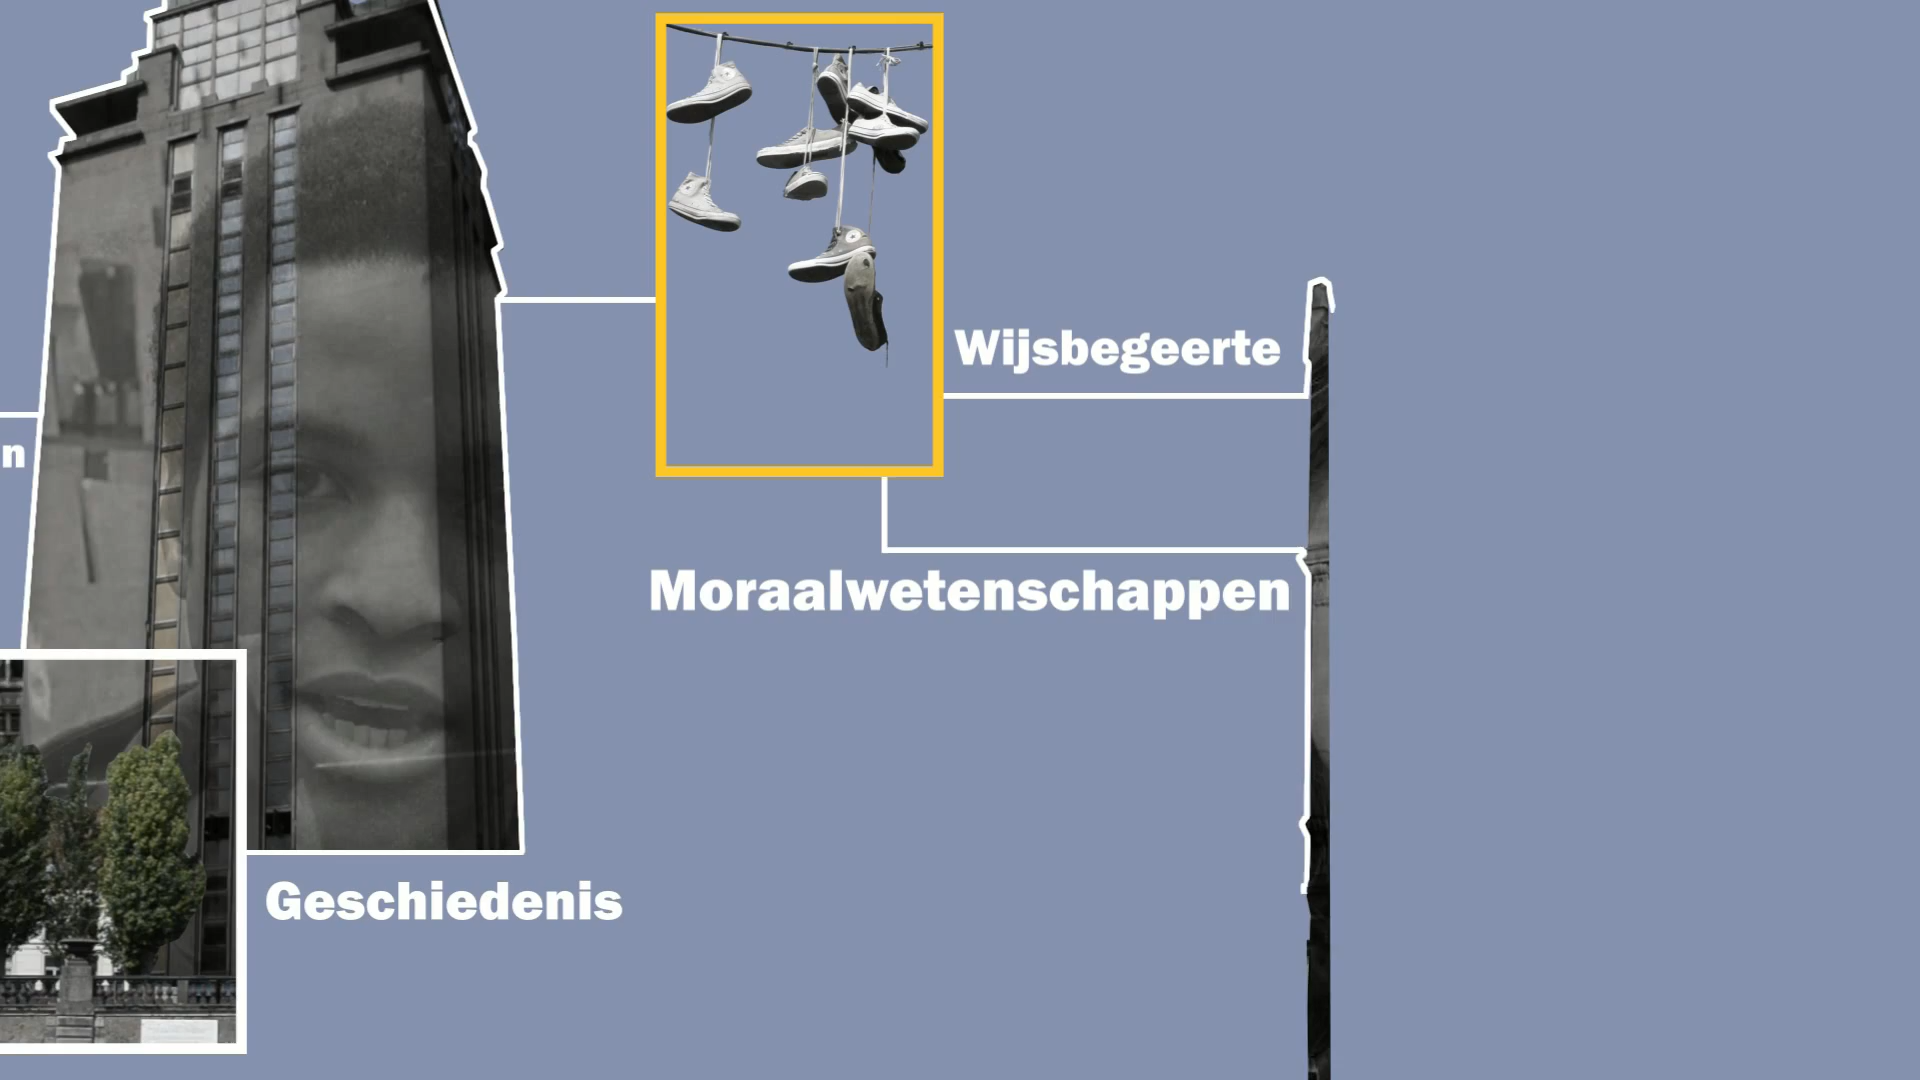 Wijsbegeerte
n
Moraalwetenschappen
Geschiedenis